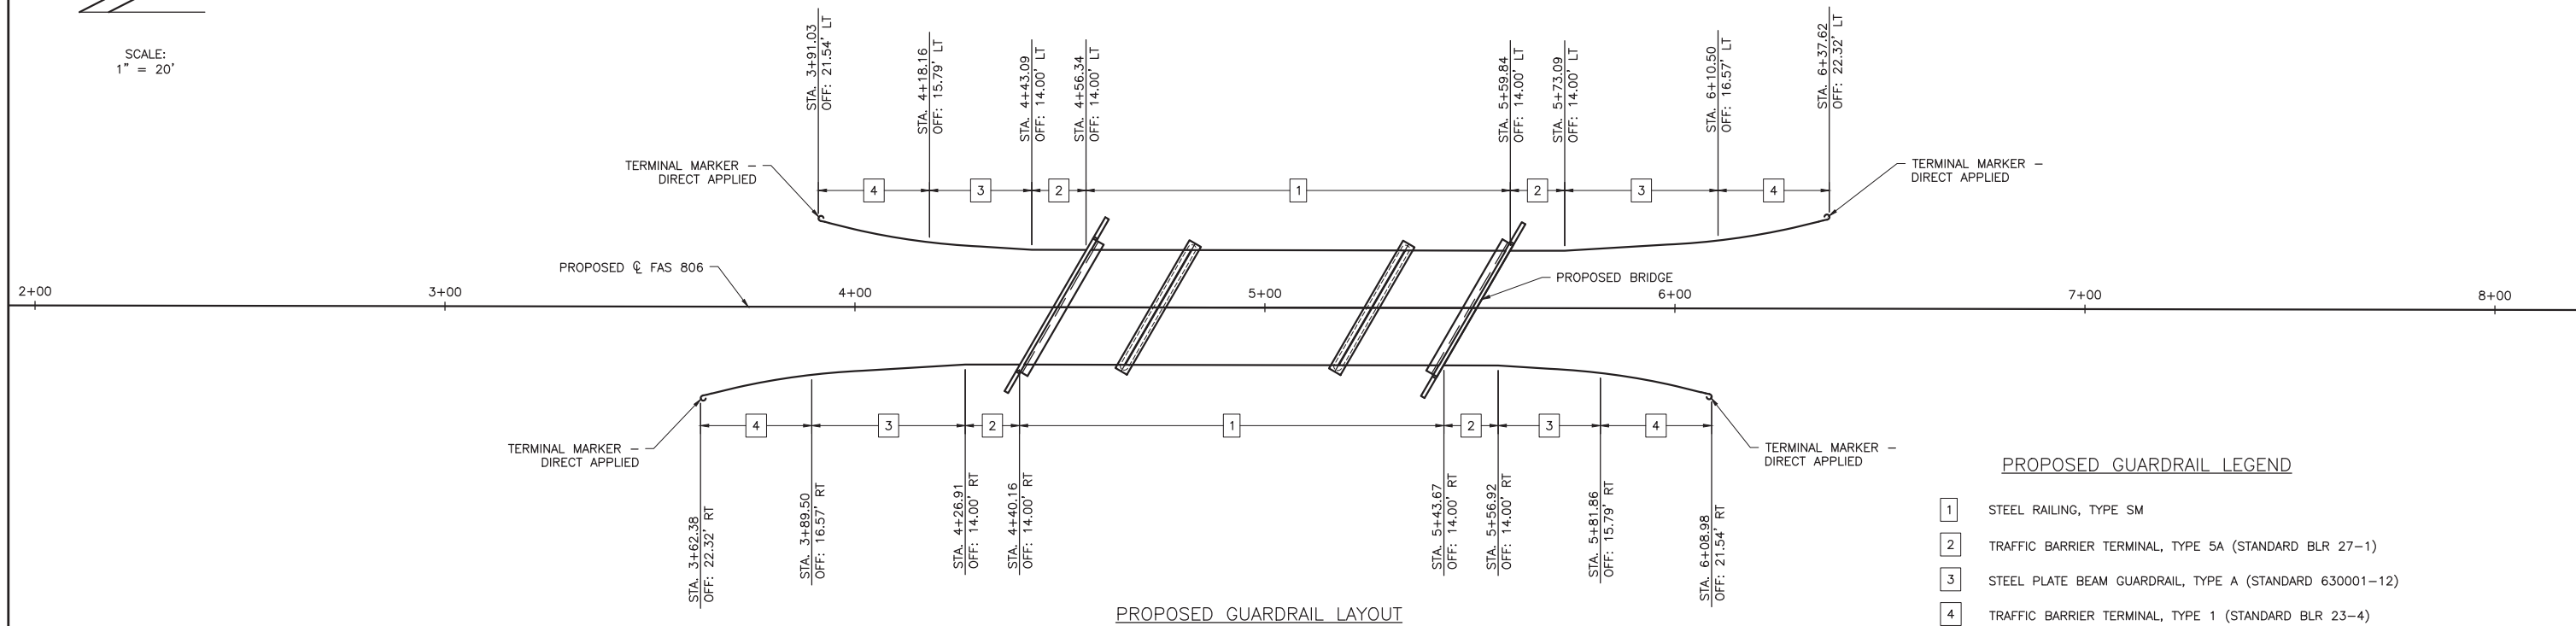 SCALE:
1" = 20'
STA. 3+91.03
OFF: 21.54' LT
STA. 4+18.16
OFF: 15.79' LT
STA. 4+43.09
OFF: 14.00' LT
STA. 4+56.34
OFF: 14.00' LT
STA. 5+59.84
OFF: 14.00' LT
STA. 5+73.09
OFF: 14.00' LT
STA. 6+10.50
OFF: 16.57' LT
STA. 6+37.62
OFF: 22.32' LT
TERMINAL MARKER –
DIRECT APPLIED
4
3
2
1
2
3
4
TERMINAL MARKER –
DIRECT APPLIED
PROPOSED ℄ FAS 806
PROPOSED BRIDGE
2+00
3+00
4+00
5+00
6+00
7+00
8+00
TERMINAL MARKER –
DIRECT APPLIED
4
3
2
1
2
3
4
TERMINAL MARKER –
DIRECT APPLIED
STA. 3+62.38
OFF: 22.32' RT
STA. 3+89.50
OFF: 16.57' RT
STA. 4+26.91
OFF: 14.00' RT
STA. 4+40.16
OFF: 14.00' RT
STA. 5+43.67
OFF: 14.00' RT
STA. 5+56.92
OFF: 14.00' RT
STA. 5+81.86
OFF: 15.79' RT
STA. 6+08.98
OFF: 21.54' RT
PROPOSED GUARDRAIL LAYOUT
PROPOSED GUARDRAIL LEGEND
1 STEEL RAILING, TYPE SM
2 TRAFFIC BARRIER TERMINAL, TYPE 5A (STANDARD BLR 27–1)
3 STEEL PLATE BEAM GUARDRAIL, TYPE A (STANDARD 630001–12)
4 TRAFFIC BARRIER TERMINAL, TYPE 1 (STANDARD BLR 23–4)